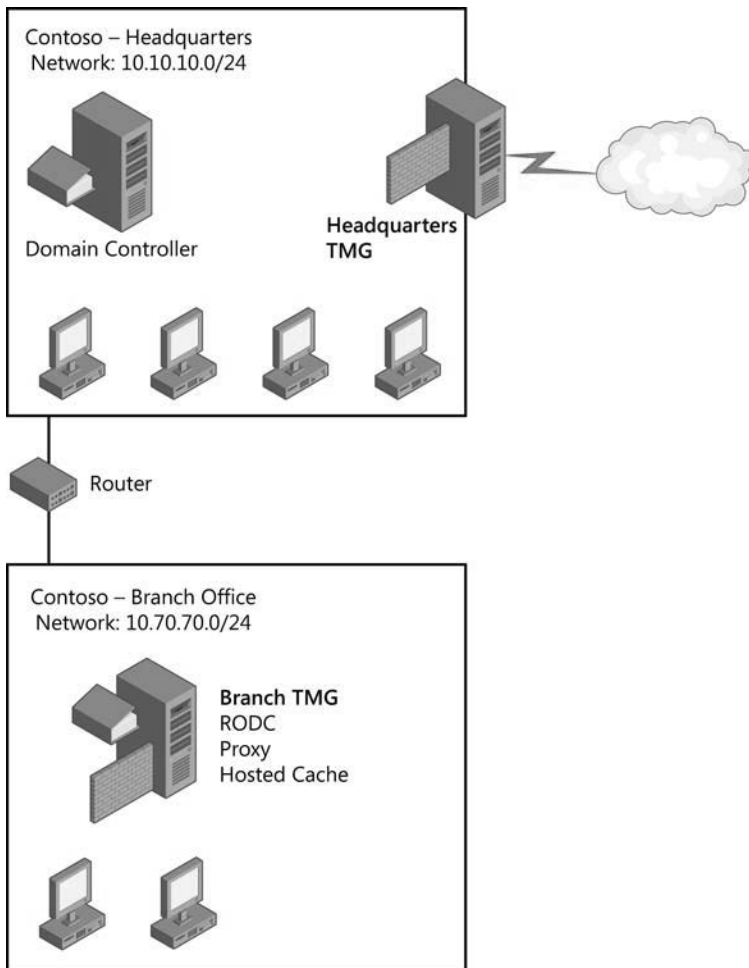 Contoso – Headquarters
Network: 10.10.10.0/24
Domain Controller
Headquarters
TMG
Router
Contoso – Branch Office
Network: 10.70.70.0/24
Branch TMG
RODC
Proxy
Hosted Cache